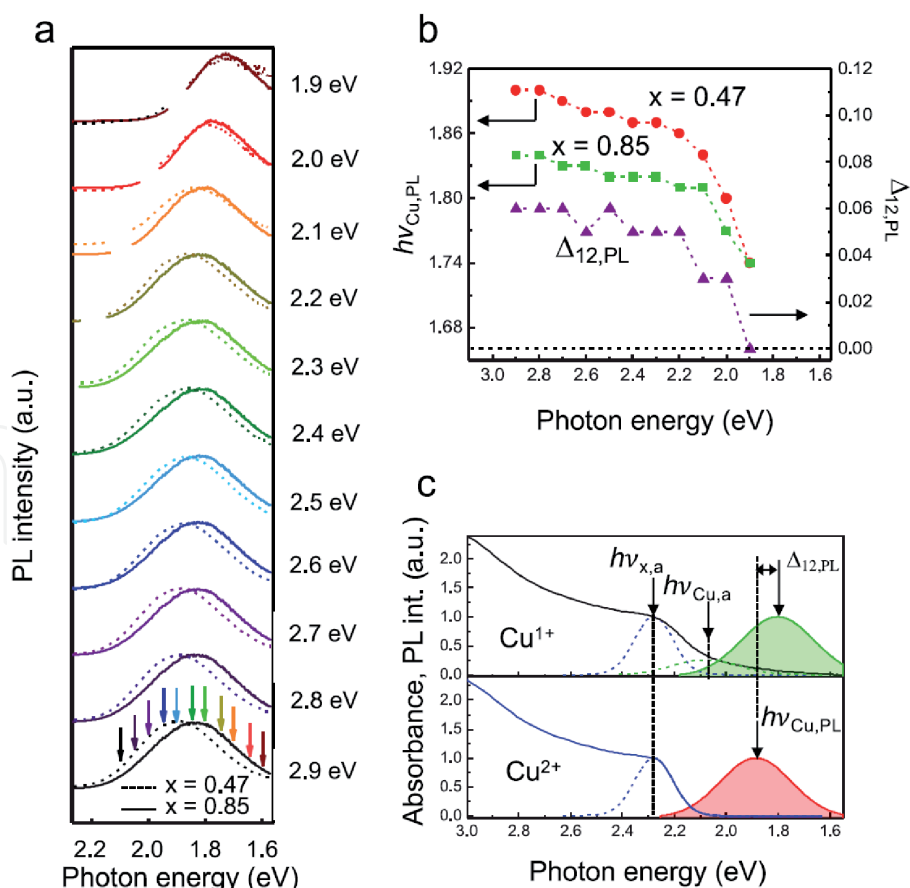 a
1.9 eV
2.0 eV
2.1 eV
2.2 eV
2.3 eV
2.4 eV
2.5 eV
2.6 eV
2.7 eV
2.8 eV
2.9 eV
x = 0.47
x = 0.85
2.2 2.0 1.8 1.6
Photon energy (eV)
PL intensity (a.u.)
b
1.92
1.86
1.80
1.74
1.68
hν_Cu,PL
x = 0.47
x = 0.85
Δ_12,PL
0.12
0.10
0.08
0.06
0.04
0.02
0.00
Δ_12,PL
3.0 2.8 2.6 2.4 2.2 2.0 1.8 1.6
Photon energy (eV)
c
hν_x,a
hν_Cu,a
Δ_12,PL
2.0
1.5
1.0
0.5
0.0
Cu¹⁺
2.0
1.5
1.0
0.5
0.0
Cu²⁺
hν_Cu,PL
3.0 2.8 2.6 2.4 2.2 2.0 1.8 1.6
Photon energy (eV)
Absorbance, PL int. (a.u.)